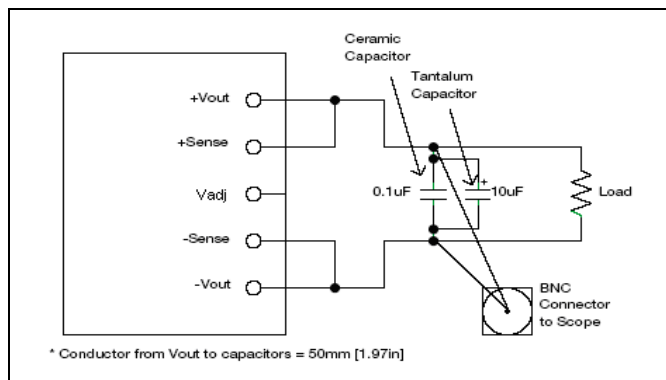 Ceramic
Capacitor
Tantalum
Capacitor
+Vout
+Sense
Vadj
-Sense
-Vout
0.1uF
+
10uF
Load
BNC
Connector
to Scope
* Conductor from Vout to capacitors = 50mm [1.97in]